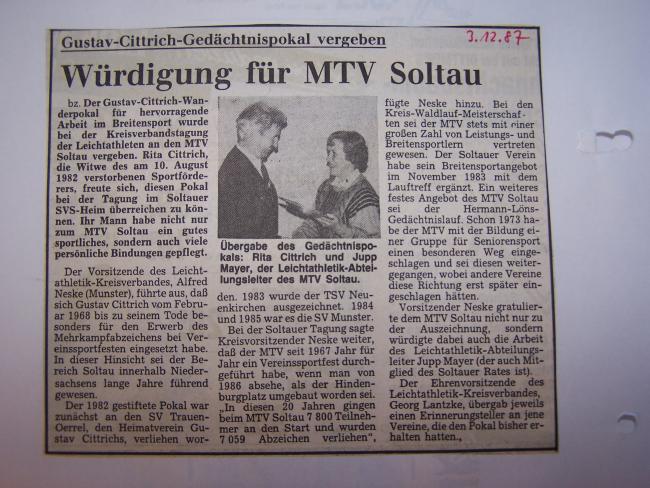 Gustav-Cittrich-Gedächtnispokal vergeben
3.12.87
Würdigung für MTV Soltau
bz. Der Gustav-Cittrich-Wan-
derpokal für hervorragende
Arbeit im Breitensport wurde
bei der Kreisverbandstagung
der Leichtathleten an den MTV
Soltau vergeben. Rita Cittrich,
die Witwe des am 10. August
1982 verstorbenen Sportförde-
rers, freute sich, diesen Pokal
bei der Tagung im Soltauer
SVS-Heim überreichen zu kön-
nen. Ihr Mann habe nicht nur
zum MTV Soltau ein gutes
sportliches, sondern auch viele
persönliche Bindungen gepflegt.
Der Vorsitzende des Leicht-
athletik-Kreisverbandes, Alfred
Neske (Munster), führte aus, daß
sich Gustav Cittrich vom Febru-
ar 1968 bis zu seinem Tode be-
sonders für den Erwerb des
Mehrkampfabzeichens bei Ver-
einssportfesten eingesetzt habe.
In dieser Hinsicht sei der Be-
reich Soltau innerhalb Nieder-
sachsens lange Jahre führend
gewesen.
Der 1982 gestiftete Pokal war
zunächst an den SV Trauen-
Oerrel, den Heimatverein Gu-
stav Cittrichs, verliehen wor-
Übergabe des Gedächtnispo-
kals: Rita Cittrich und Jupp
Mayer, der Leichtathletik-Abtei-
lungsleiter des MTV Soltau.
den. 1983 wurde der TSV Neu-
enkirchen ausgezeichnet. 1984
und 1985 war es die SV Munster.
Bei der Soltauer Tagung sagte
Kreisvorsitzender Neske weiter,
daß der MTV seit 1967 Jahr für
Jahr ein Vereinssportfest durch-
geführt habe, wenn man von
1986 absehe, als der Hinden-
burgplatz umgebaut worden sei.
„In diesen 20 Jahren gingen
beim MTV Soltau 7 800 Teilneh-
mer an den Start und wurden
7 059 Abzeichen verliehen“,
fügte Neske hinzu. Bei den
Kreis-Waldlauf-Meisterschaf-
ten sei der MTV stets mit einer
großen Zahl von Leistungs- und
Breitensportlern vertreten
gewesen. Der Soltauer Verein
habe sein Breitensportangebot
im November 1983 mit dem
Lauftreff ergänzt. Ein weiteres
festes Angebot des MTV Soltau
sei der Hermann-Löns-
Gedächtnislauf. Schon 1973 ha-
be der MTV mit der Bildung ei-
ner Gruppe für Seniorensport
einen besonderen Weg einge-
schlagen und sei diesen weiter-
gegangen, wobei andere Vereine
diese Richtung erst später ein-
geschlagen hätten.
Vorsitzender Neske gratulier-
te dem MTV Soltau nicht nur zu
der Auszeichnung, sondern
würdigte dabei auch die Arbeit
des Leichtathletik-Abteilungs-
leiter Jupp Mayer (der auch Mit-
glied des Soltauer Rates ist).
Der Ehrenvorsitzende des
Leichtathletik-Kreisverbandes,
Georg Lantzke, übergab jeweils
einen Erinnerungsteller an jene
Vereine, die den Pokal bisher er-
halten hatten.,